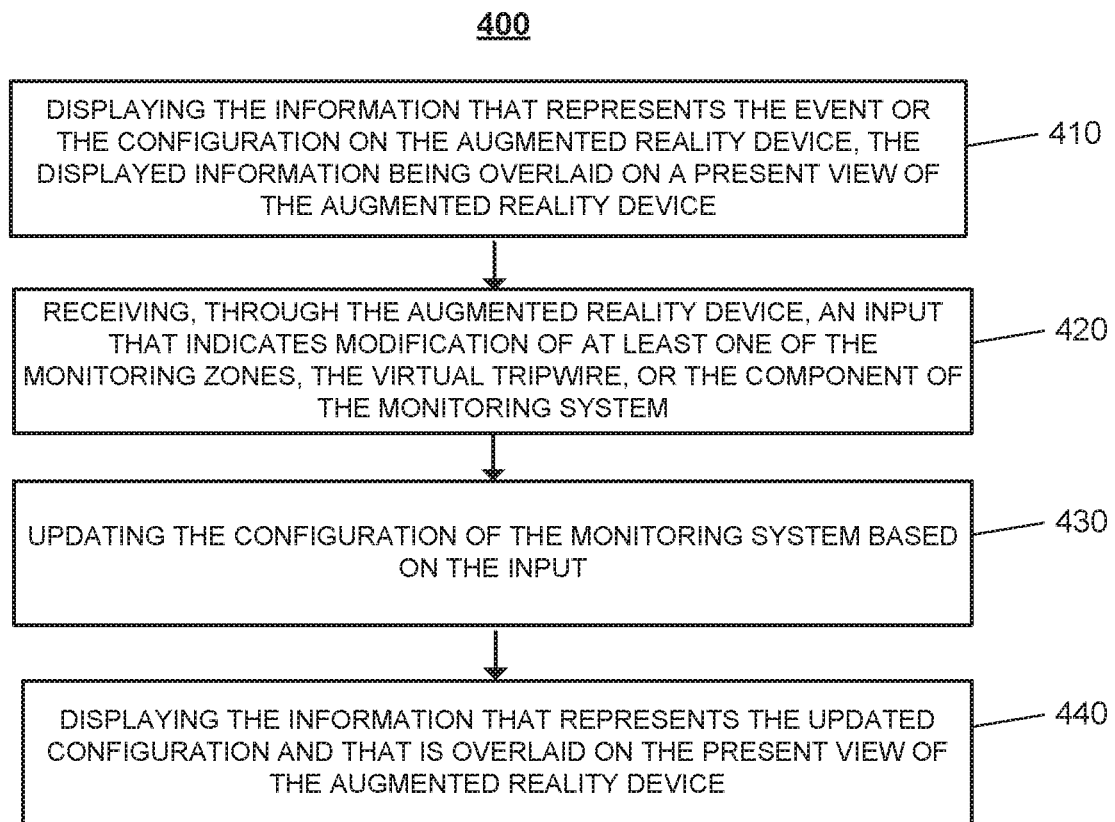 400
DISPLAYING THE INFORMATION THAT REPRESENTS THE EVENT OR
THE CONFIGURATION ON THE AUGMENTED REALITY DEVICE, THE
DISPLAYED INFORMATION BEING OVERLAID ON A PRESENT VIEW OF
THE AUGMENTED REALITY DEVICE
410
RECEIVING, THROUGH THE AUGMENTED REALITY DEVICE, AN INPUT
THAT INDICATES MODIFICATION OF AT LEAST ONE OF THE
MONITORING ZONES, THE VIRTUAL TRIPWIRE, OR THE COMPONENT OF
THE MONITORING SYSTEM
420
UPDATING THE CONFIGURATION OF THE MONITORING SYSTEM BASED
ON THE INPUT
430
DISPLAYING THE INFORMATION THAT REPRESENTS THE UPDATED
CONFIGURATION AND THAT IS OVERLAID ON THE PRESENT VIEW OF
THE AUGMENTED REALITY DEVICE
440